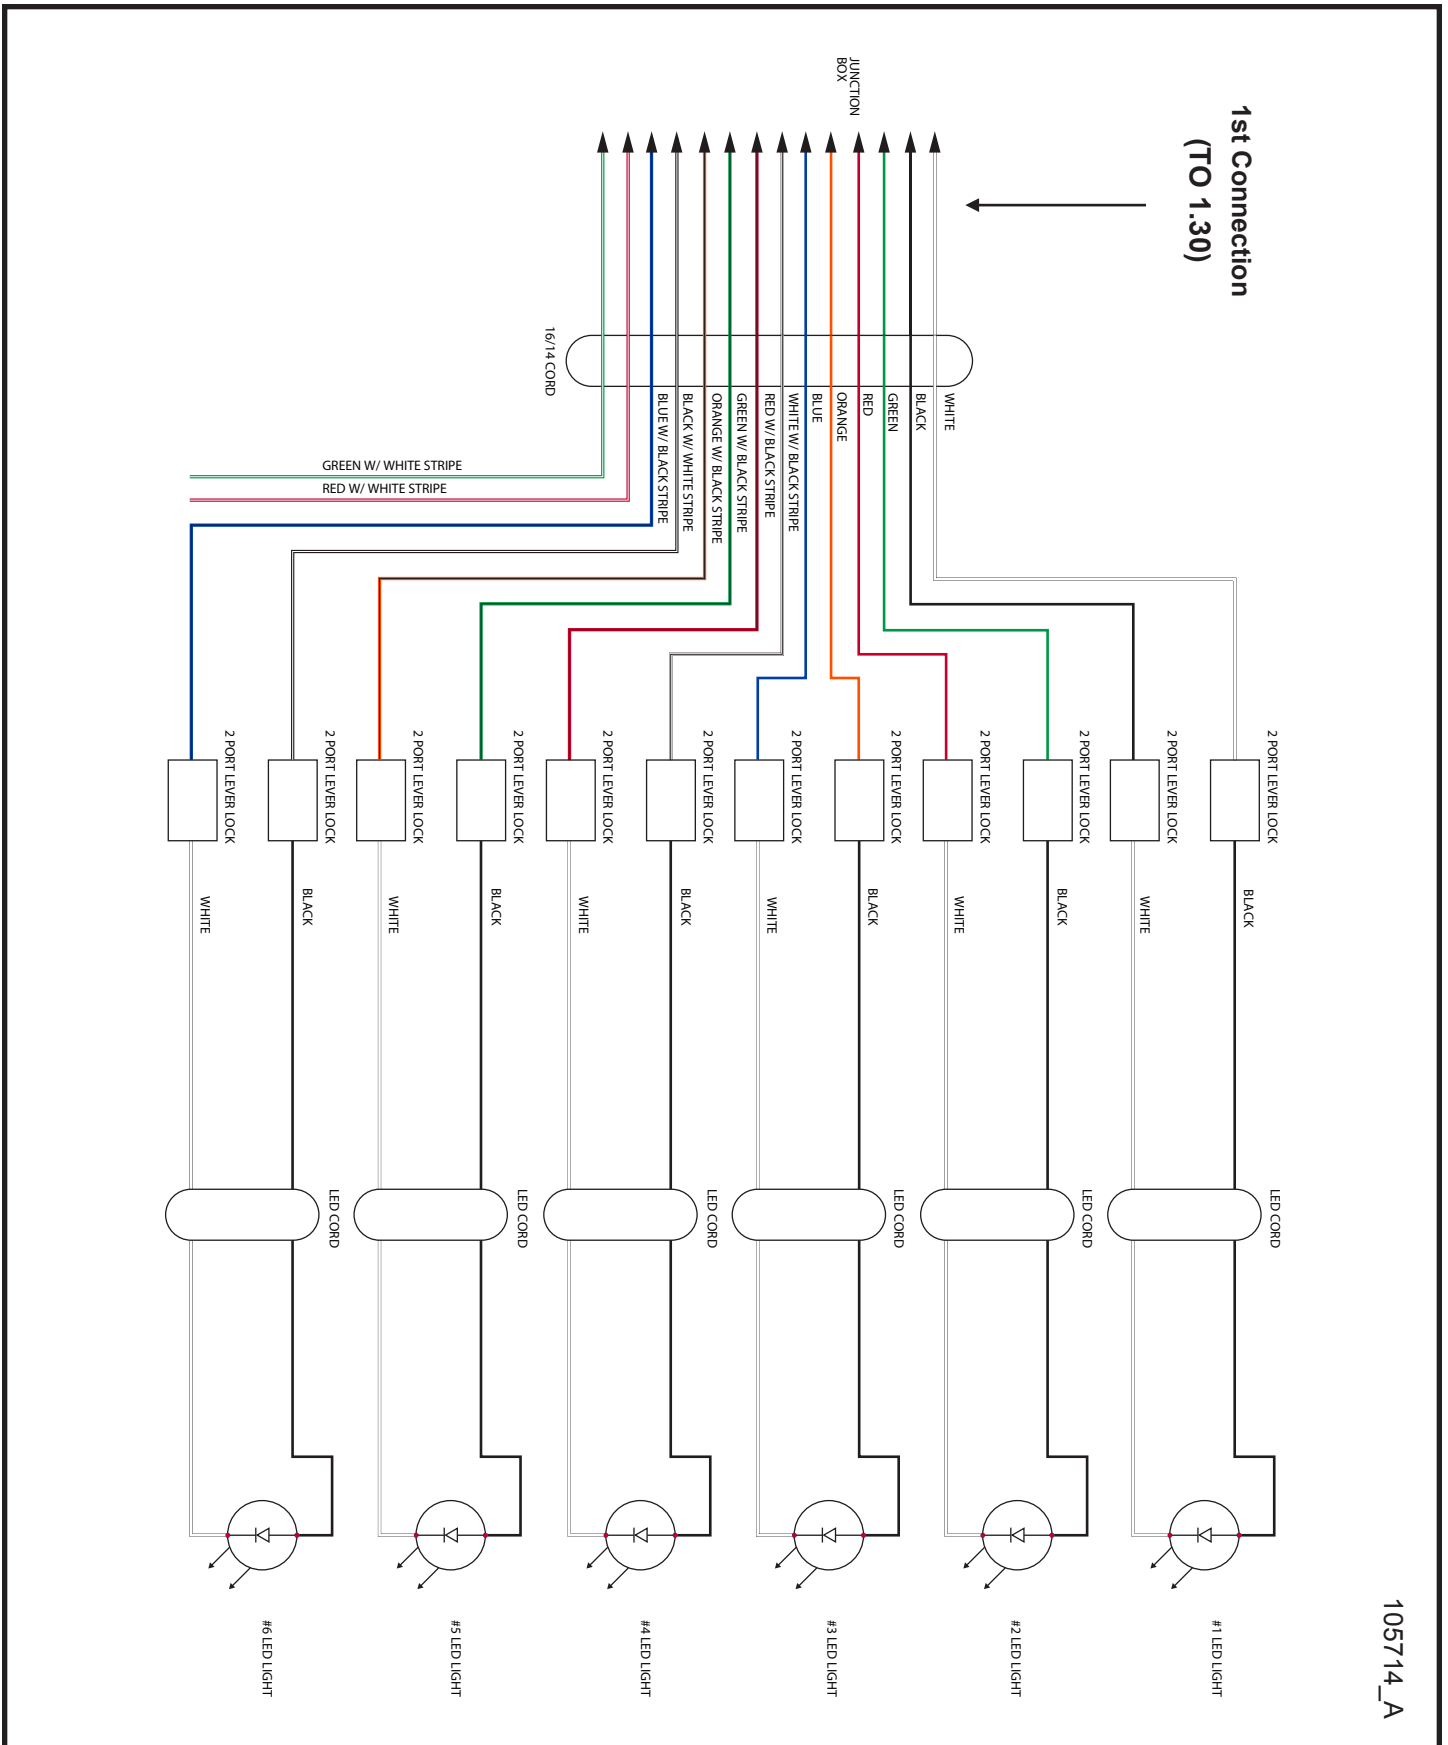 1st Connection
(TO 1.30)
105714_A
JUNCTION
BOX
16/14 CORD
WHITE
BLACK
GREEN
RED
ORANGE
BLUE
WHITE W/ BLACK STRIPE
RED W/ BLACK STRIPE
GREEN W/ BLACK STRIPE
ORANGE W/ BLACK STRIPE
BLACK W/ WHITE STRIPE
BLUE W/ BLACK STRIPE
RED W/ WHITE STRIPE
GREEN W/ WHITE STRIPE
2 PORT LEVER LOCK
2 PORT LEVER LOCK
2 PORT LEVER LOCK
2 PORT LEVER LOCK
2 PORT LEVER LOCK
2 PORT LEVER LOCK
2 PORT LEVER LOCK
2 PORT LEVER LOCK
2 PORT LEVER LOCK
2 PORT LEVER LOCK
2 PORT LEVER LOCK
2 PORT LEVER LOCK
BLACK
WHITE
BLACK
WHITE
BLACK
WHITE
BLACK
WHITE
BLACK
WHITE
BLACK
WHITE
LED CORD
LED CORD
LED CORD
LED CORD
LED CORD
LED CORD
#1 LED LIGHT
#2 LED LIGHT
#3 LED LIGHT
#4 LED LIGHT
#5 LED LIGHT
#6 LED LIGHT